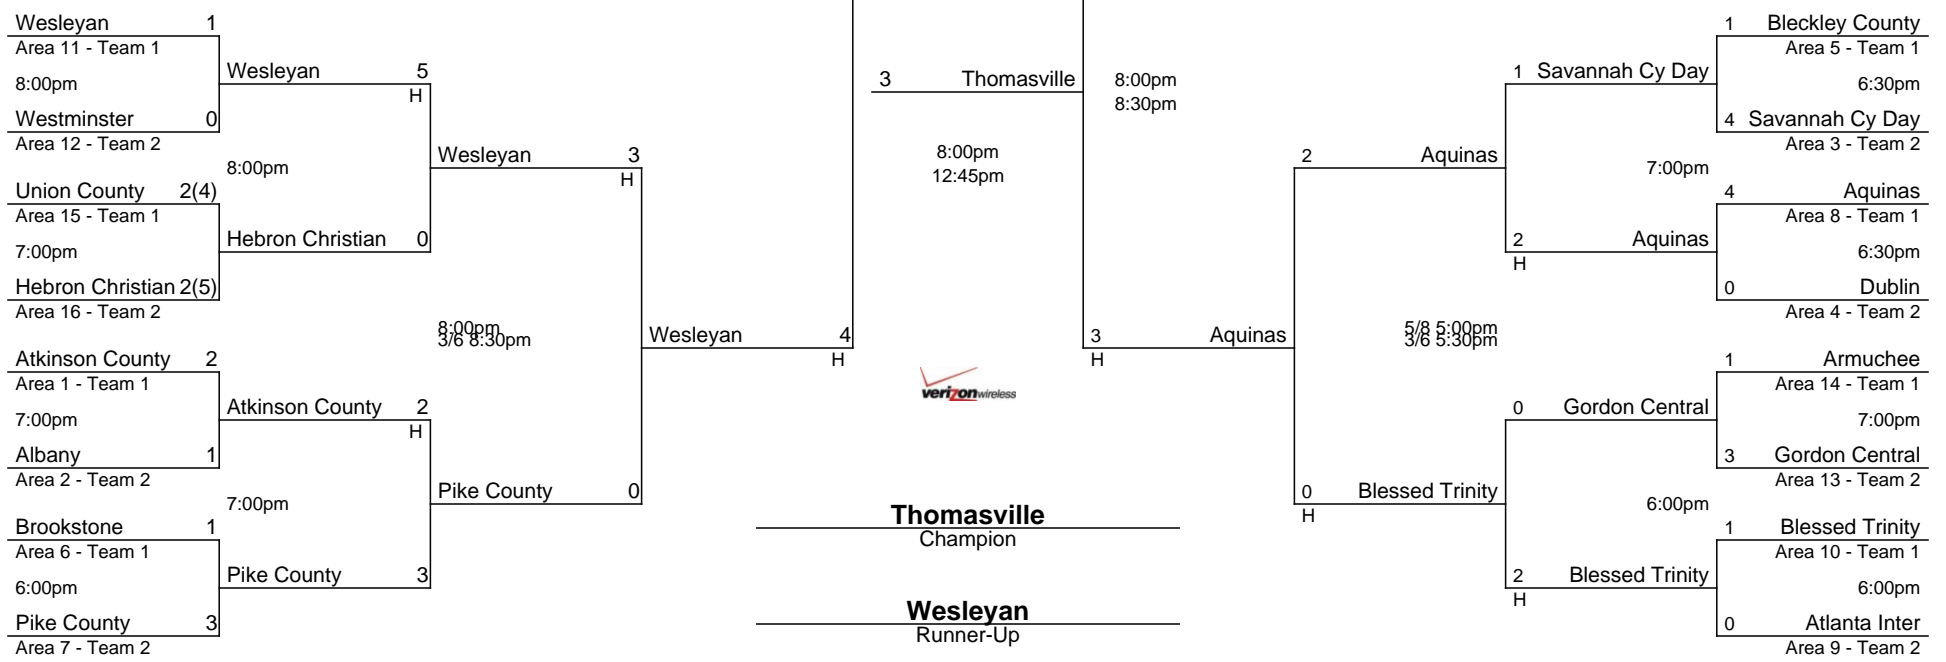 Wesleyan 1
Area 11 - Team 1
8:00pm
Westminster 0
Area 12 - Team 2
Union County 2(4)
Area 15 - Team 1
7:00pm
Hebron Christian 2(5)
Area 16 - Team 2
Atkinson County 2
Area 1 - Team 1
7:00pm
Albany 1
Area 2 - Team 2
Brookstone 1
Area 6 - Team 1
6:00pm
Pike County 3
Area 7 - Team 2
Wesleyan 5
H
8:00pm
Hebron Christian 0
Atkinson County 2
H
7:00pm
Pike County 3
Wesleyan 3
H
8:00pm
3/6 8:30pm
Pike County 0
Wesleyan 4
H
3 Thomasville
8:00pm
12:45pm
verizonwireless
Thomasville
Champion
Wesleyan
Runner-Up
8:00pm
8:30pm
3 Aquinas
H
2 Aquinas
5/8 5:00pm
3/6 5:30pm
0 Blessed Trinity
H
1 Savannah Cy Day
7:00pm
2 Aquinas
H
0 Gordon Central
6:00pm
2 Blessed Trinity
H
1 Bleckley County
Area 5 - Team 1
6:30pm
4 Savannah Cy Day
Area 3 - Team 2
4 Aquinas
Area 8 - Team 1
6:30pm
0 Dublin
Area 4 - Team 2
1 Armuchee
Area 14 - Team 1
7:00pm
3 Gordon Central
Area 13 - Team 2
1 Blessed Trinity
Area 10 - Team 1
6:00pm
0 Atlanta Inter
Area 9 - Team 2